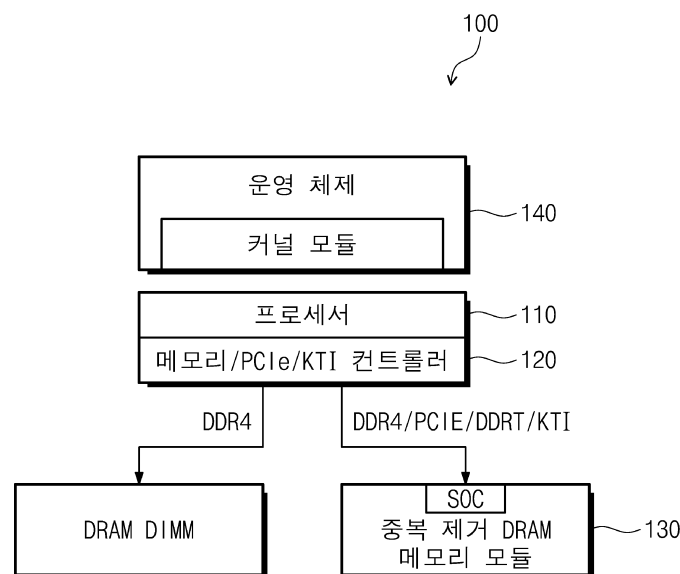 100
운영 체제
140
커널 모듈
프로세서
110
메모리/PCIe/KTI 컨트롤러
120
DDR4
DDR4/PCIE/DDRT/KTI
DRAM DIMM
SOC
중복 제거 DRAM
메모리 모듈
130